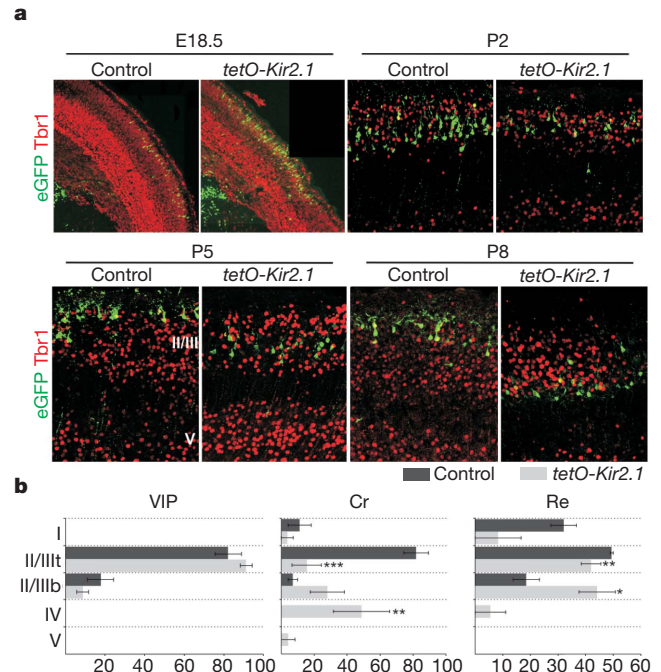 a
E18.5 P2
Control tetO-Kir2.1 Control tetO-Kir2.1
eGFP Tbr1
P5 P8
Control tetO-Kir2.1 Control tetO-Kir2.1
eGFP Tbr1
II/III
V
Control tetO-Kir2.1
b
VIP Cr Re
I
II/IIIt
*** **
II/IIIb
*
IV
**
V
20 40 60 80 100 0 20 40 60 80 100 0 10 20 30 40 50 60